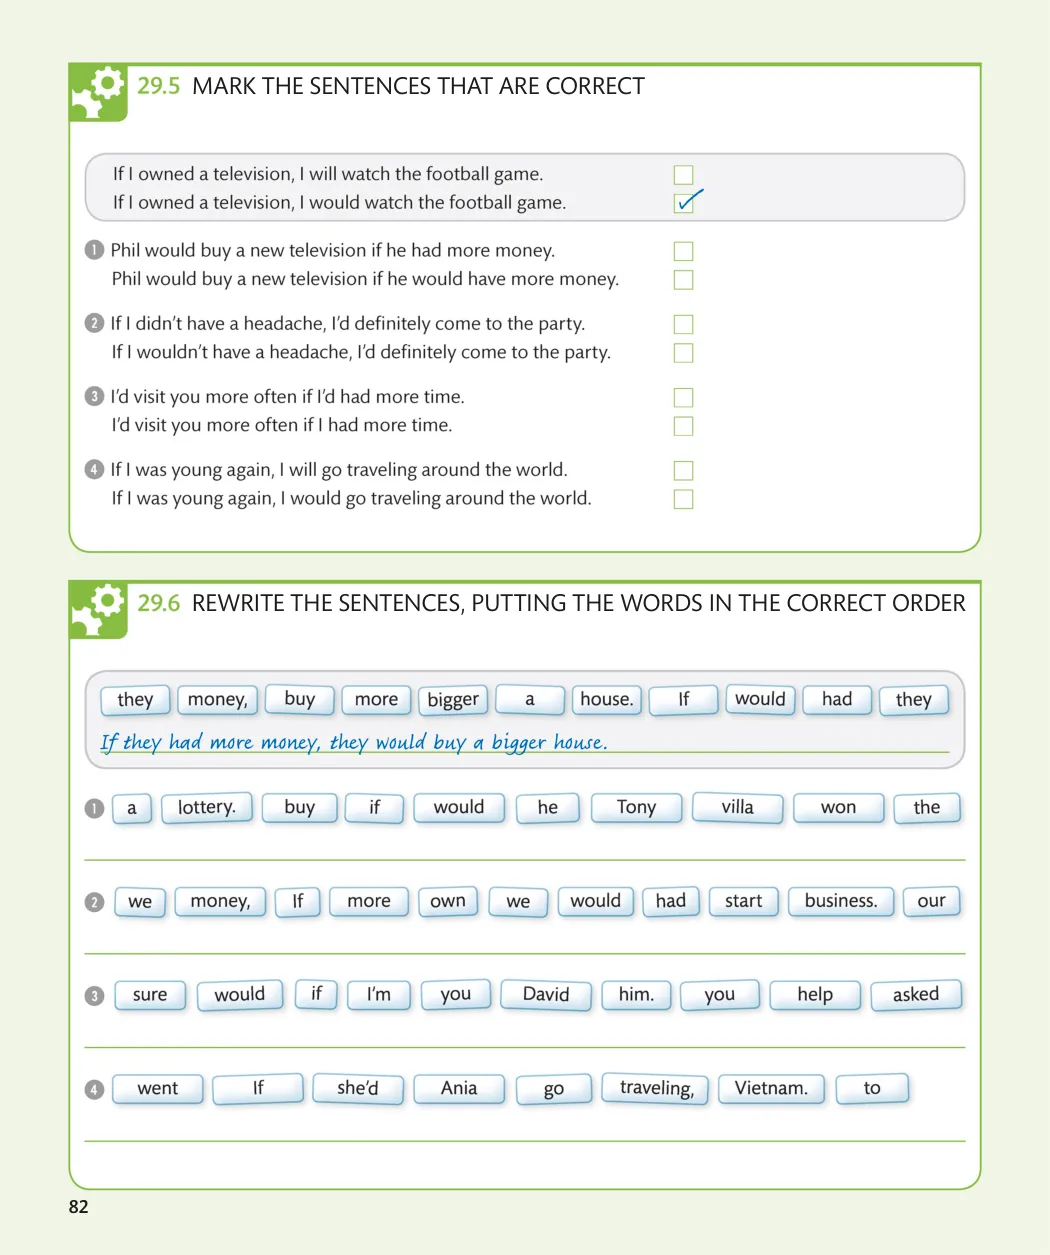 29.5 MARK THE SENTENCES THAT ARE CORRECT
If I owned a television, I will watch the football game.
If I owned a television, I would watch the football game.
1 Phil would buy a new television if he had more money.
Phil would buy a new television if he would have more money.
2 If I didn’t have a headache, I’d definitely come to the party.
If I wouldn’t have a headache, I’d definitely come to the party.
3 I’d visit you more often if I’d had more time.
I’d visit you more often if I had more time.
4 If I was young again, I will go traveling around the world.
If I was young again, I would go traveling around the world.
29.6 REWRITE THE SENTENCES, PUTTING THE WORDS IN THE CORRECT ORDER
they money, buy more bigger a house. If would had they
If they had more money, they would buy a bigger house.
1 a lottery. buy if would he Tony villa won the
2 we money, If more own we would had start business. our
3 sure would if I’m you David him. you help asked
4 went If she’d Ania go traveling, Vietnam. to
82